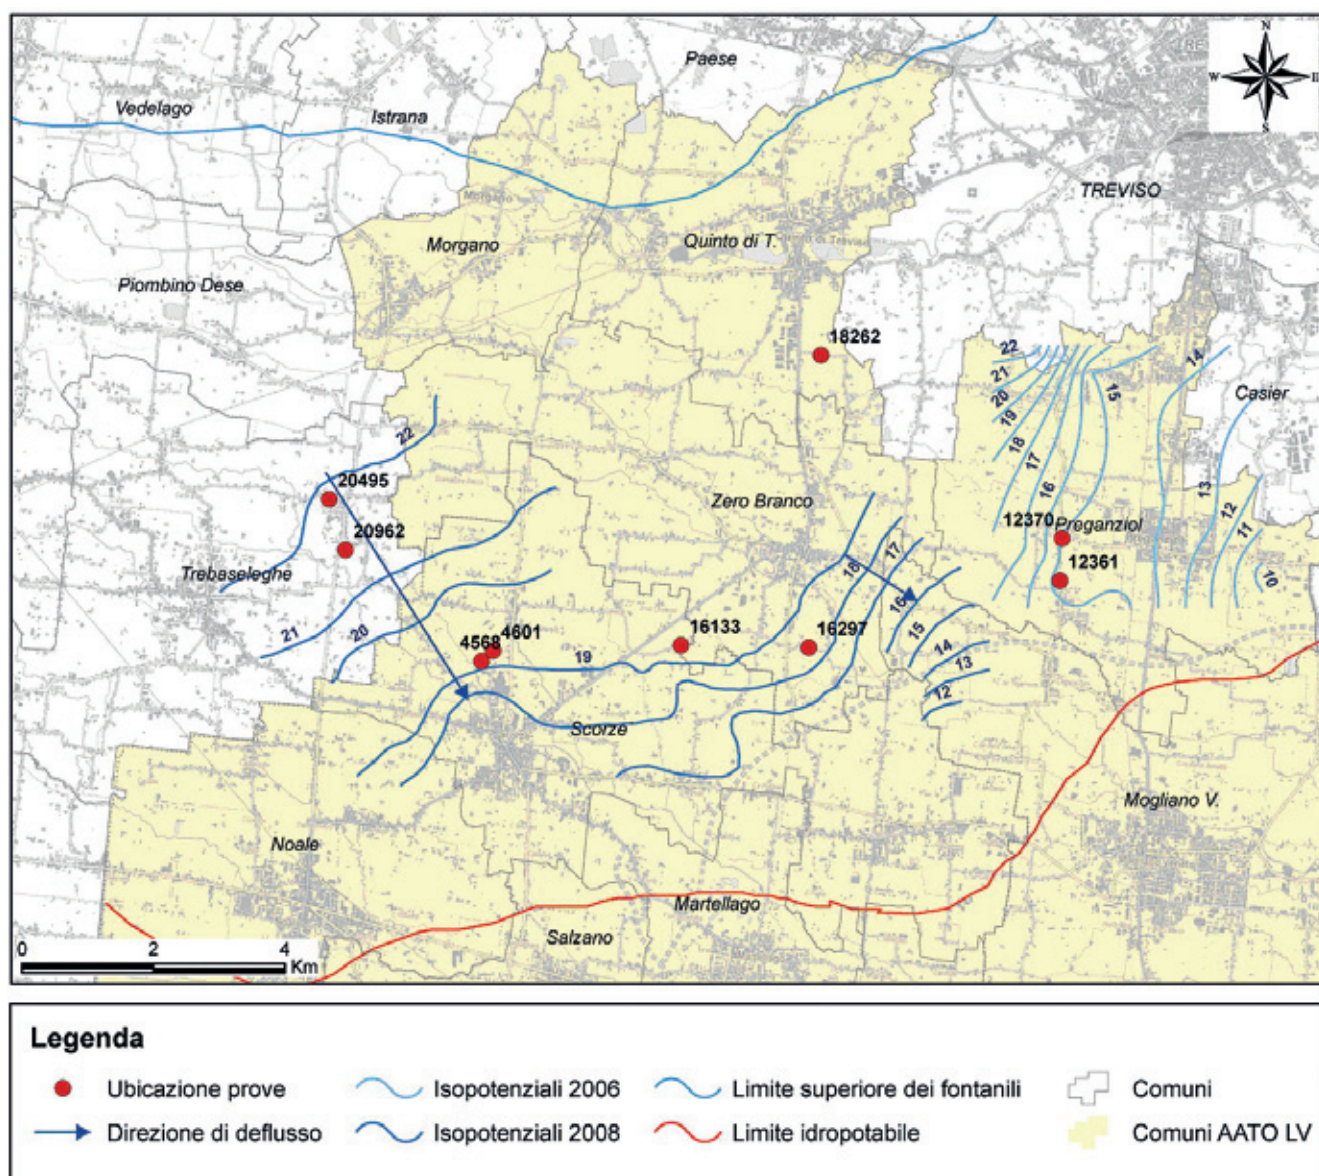 N
W
E
S
Paese
Vedelago
Istrana
TREVISO
Morgano
Quinto di T.
Piombino Dese
18262
22
21
20
19
18
17
16
15
14
13
12
11
10
Casier
22
20495
20962
Zero Branco
12370
Preganziol
12361
Trebaseleghe
21
20
19
18
17
16
15
14
13
12
4568
4601
16133
16297
Scorze
Mogliano V.
Noale
Martellago
Salzano
0 2 4
Km
Legenda
Ubicazione prove
Isopotenziali 2006
Limite superiore dei fontanili
Comuni
Direzione di deflusso
Isopotenziali 2008
Limite idropotabile
Comuni AATO LV